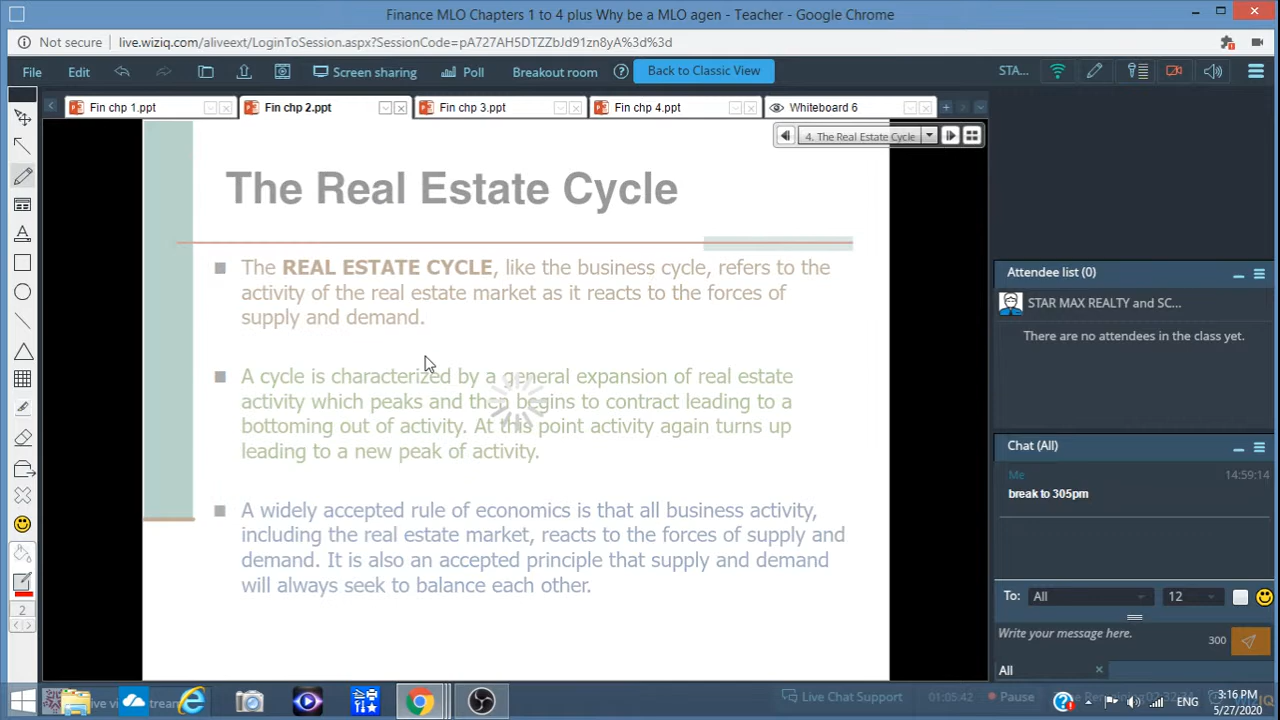 Finance MLO Chapters 1 to 4 plus Why be a MLO agen - Teacher - Google Chrome
Not secure live.wiziq.com/aliveext/LoginToSession.aspx?SessionCode=pA727AH5DTZZbJd91zn8yA%3d%3d
File Edit Screen sharing Poll Breakout room ? Back to Classic View STA...
Fin chp 1.ppt Fin chp 2.ppt Fin chp 3.ppt Fin chp 4.ppt Whiteboard 6
4. The Real Estate Cycle
The Real Estate Cycle
The REAL ESTATE CYCLE, like the business cycle, refers to the
activity of the real estate market as it reacts to the forces of
supply and demand.
A cycle is characterized by a general expansion of real estate
activity which peaks and then begins to contract leading to a
bottoming out of activity. At this point activity again turns up
leading to a new peak of activity.
A widely accepted rule of economics is that all business activity,
including the real estate market, reacts to the forces of supply and
demand. It is also an accepted principle that supply and demand
will always seek to balance each other.
Attendee list (0)
STAR MAX REALTY and SC...
There are no attendees in the class yet.
Chat (All)
Me 14:59:14
break to 305pm
To: All 12
Write your message here. 300
All
2
Live Chat Support 01:05:42 Pause
ENG
3:16 PM
5/27/2020